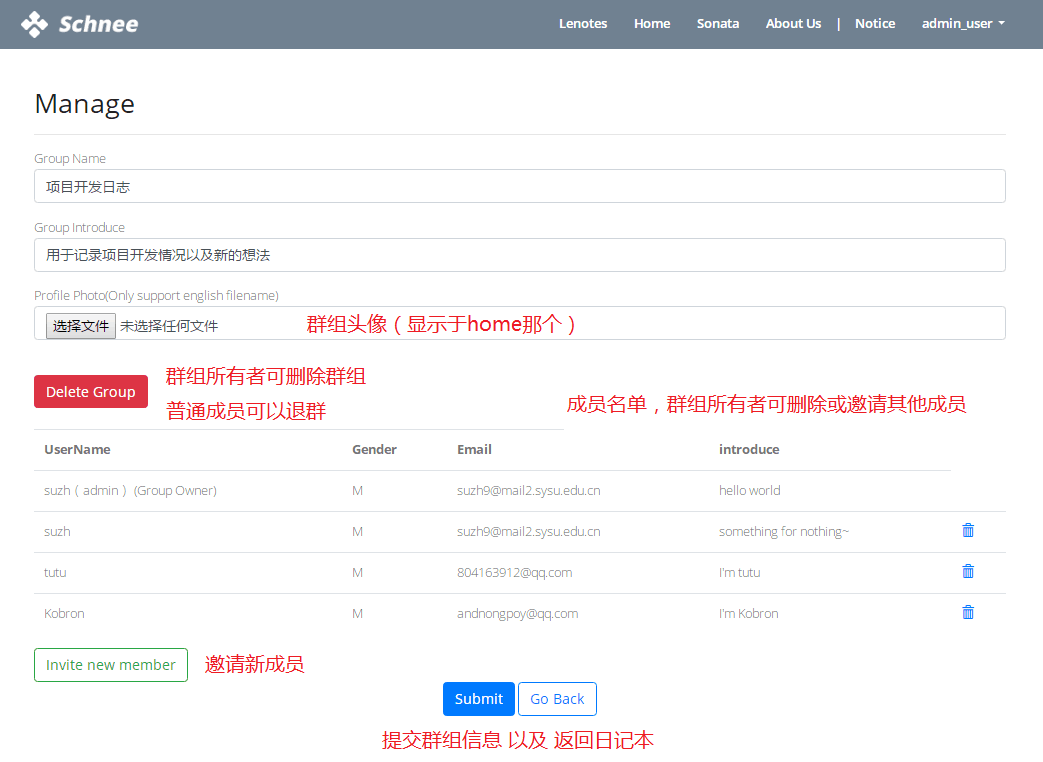 Schnee Lenotes Home Sonata About Us | Notice admin_user
Manage
Group Name
项目开发日志
Group Introduce
用于记录项目开发情况以及新的想法
Profile Photo(Only support english filename)
选择文件 未选择任何文件 群组头像（显示于home那个）
Delete Group
群组所有者可删除群组
普通成员可以退群
成员名单，群组所有者可删除或邀请其他成员
UserName Gender Email introduce
suzh（admin） (Group Owner) M suzh9@mail2.sysu.edu.cn hello world
suzh M suzh9@mail2.sysu.edu.cn something for nothing~
tutu M 804163912@qq.com I'm tutu
Kobron M andnongpoy@qq.com I'm Kobron
Invite new member 邀请新成员
Submit Go Back
提交群组信息 以及 返回日记本